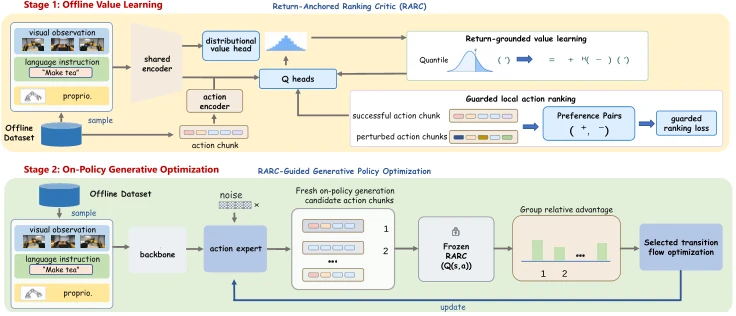 Stage 1: Offline Value Learning
Return-Anchored Ranking Critic (RARC)
visual observation
language instruction
"Make tea"
proprio.
Offline Dataset
sample
shared encoder
distributional value head
Q heads
action encoder
action chunk
Return-grounded value learning
Quantile
( ′) = + H( − ) ( ′)
Guarded local action ranking
successful action chunk
perturbed action chunks
Preference Pairs
( +, −)
guarded ranking loss
Stage 2: On-Policy Generative Optimization
RARC-Guided Generative Policy Optimization
Offline Dataset
sample
visual observation
language instruction
"Make tea"
proprio.
backbone
noise
×
action expert
Fresh on-policy generation
candidate action chunks
1
2
•••
Frozen
RARC
(Q(s,a))
Group relative advantage
•••
1 2
Selected transition
flow optimization
update